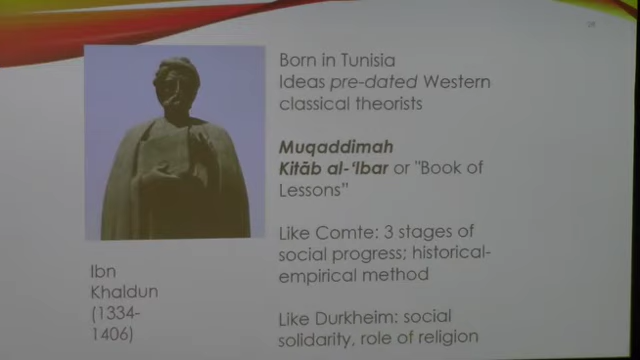 Born in Tunisia
Ideas pre-dated Western
classical theorists
Muqaddimah
Kitāb al-‘Ibar or "Book of
Lessons"
Like Comte: 3 stages of
social progress; historical-
empirical method
Like Durkheim: social
solidarity, role of religion
Ibn
Khaldun
(1334-
1406)